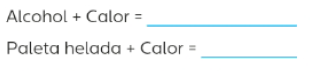 Alcohol + Calor =
Paleta helada + Calor =